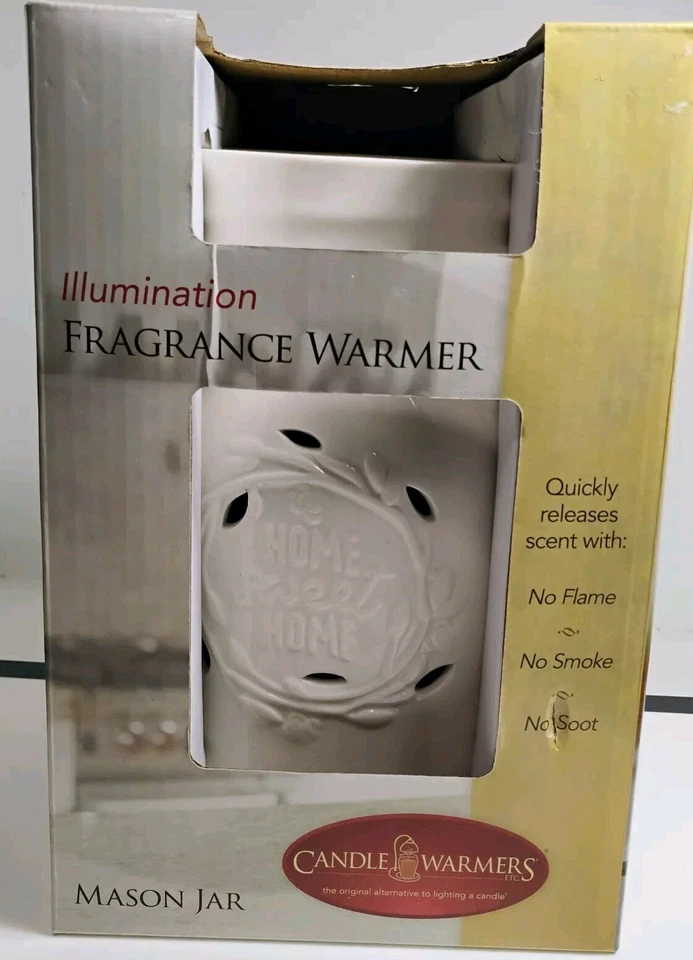 Illumination
FRAGRANCE WARMER
HOME
sweet
HOME
Quickly
releases
scent with:
No Flame
No Smoke
No Soot
CANDLE WARMERS®
ETC.
the original alternative to lighting a candle®
MASON JAR